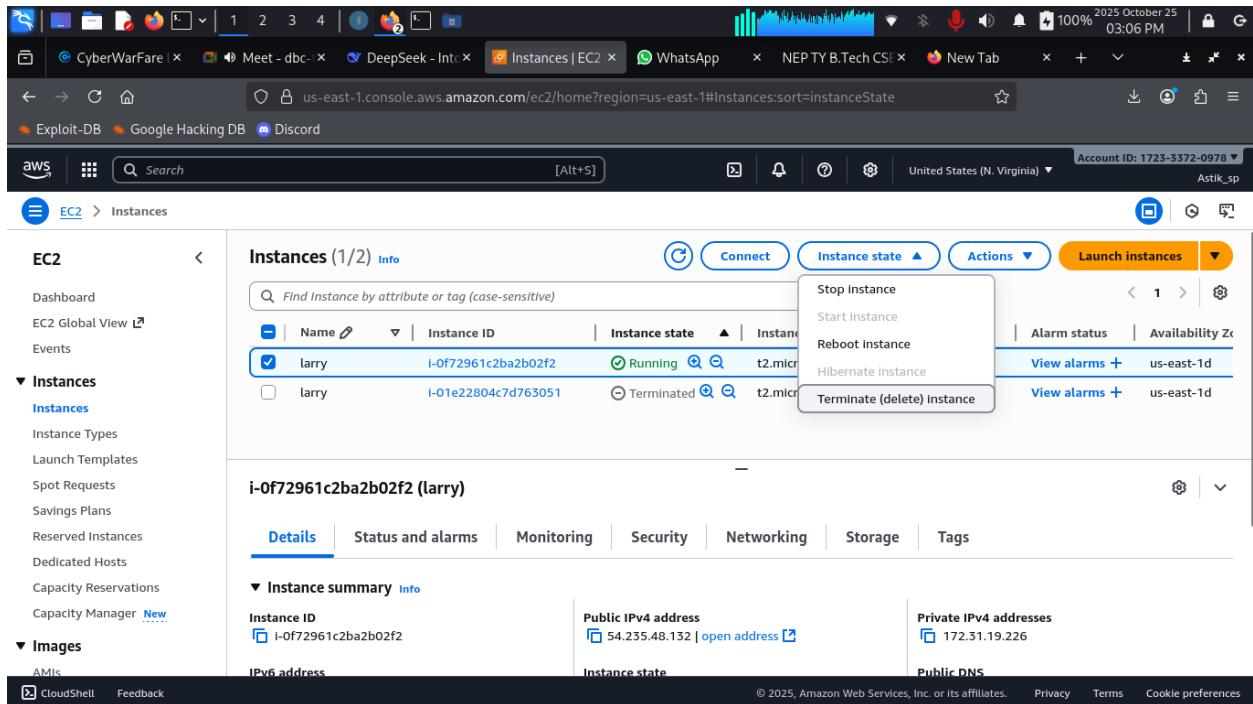 1 2 3 4 2 100% 2025 October 25 03:06 PM
CyberWarFare L Meet - dbc- DeepSeek - Into Instances | EC2 WhatsApp NEP TY B.Tech CSE New Tab
us-east-1.console.aws.amazon.com/ec2/home?region=us-east-1#Instances:sort=instanceState
Exploit-DB Google Hacking DB Discord
aws Search [Alt+S] United States (N. Virginia) Account ID: 1723-3372-0978
Astik_sp
EC2 > Instances
EC2
Dashboard
EC2 Global View
Events
Instances
Instances
Instance Types
Launch Templates
Spot Requests
Savings Plans
Reserved Instances
Dedicated Hosts
Capacity Reservations
Capacity Manager New
Images
AMIs
Instances (1/2) Info Connect Instance state Actions Launch instances
Find Instance by attribute or tag (case-sensitive) 1
Stop instance
Start instance
Reboot instance
Hibernate instance
Terminate (delete) instance
Name Instance ID Instance state Instanc Alarm status Availability Zo
larry i-0f72961c2ba2b02f2 Running t2.micr View alarms + us-east-1d
larry i-01e22804c7d763051 Terminated t2.micr View alarms + us-east-1d
i-0f72961c2ba2b02f2 (larry)
Details Status and alarms Monitoring Security Networking Storage Tags
Instance summary Info
Instance ID Public IPv4 address Private IPv4 addresses
i-0f72961c2ba2b02f2 54.235.48.132 | open address 172.31.19.226
IPv6 address Instance state Public DNS
CloudShell Feedback © 2025, Amazon Web Services, Inc. or its affiliates. Privacy Terms Cookie preferences